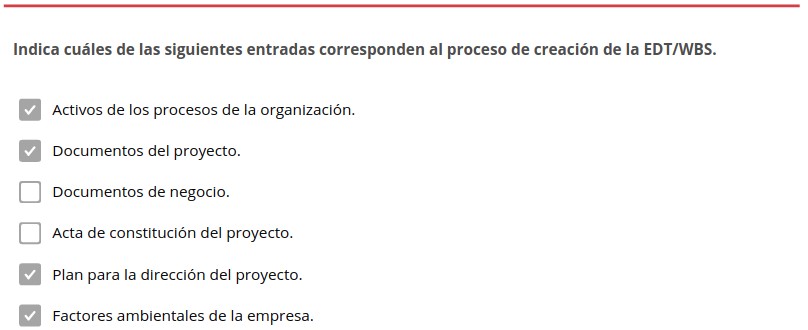 Indica cuáles de las siguientes entradas corresponden al proceso de creación de la EDT/WBS.
Activos de los procesos de la organización.
Documentos del proyecto.
Documentos de negocio.
Acta de constitución del proyecto.
Plan para la dirección del proyecto.
Factores ambientales de la empresa.